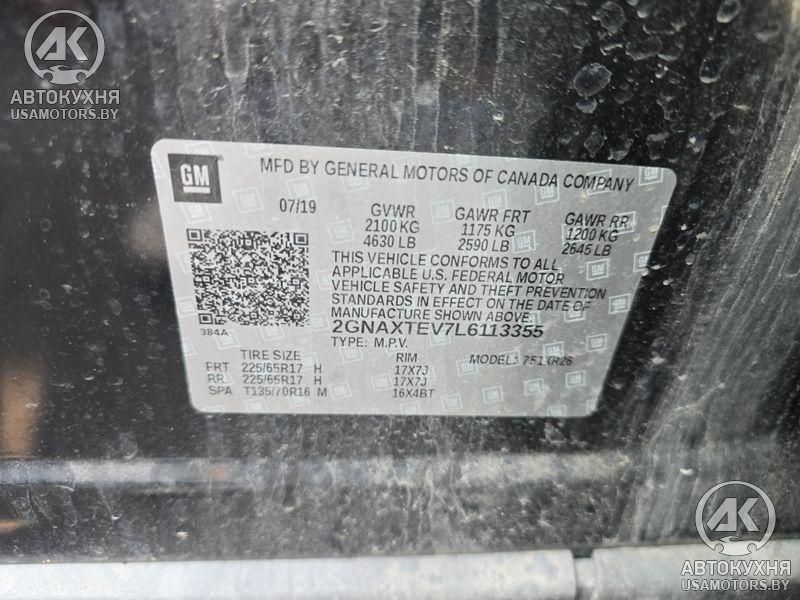 AK
АВТОКУХНЯ
USAMOTORS.BY
GM
MFD BY GENERAL MOTORS OF CANADA COMPANY
07/19 GVWR GAWR FRT GAWR RR
2100 KG 1175 KG 1200 KG
4630 LB 2590 LB 2645 LB
THIS VEHICLE CONFORMS TO ALL
APPLICABLE U.S. FEDERAL MOTOR
VEHICLE SAFETY AND THEFT PREVENTION
STANDARDS IN EFFECT ON THE DATE OF
MANUFACTURE SHOWN ABOVE.
384A 2GNAXTEV7L6113355
TYPE: M.P.V.
TIRE SIZE RIM MODEL:
FRT 225/65R17 H 17X7J
RR 225/65R17 H 17X7J
SPA T135/70R16 M 16X4BT
AK
АВТОКУХНЯ
USAMOTORS.BY